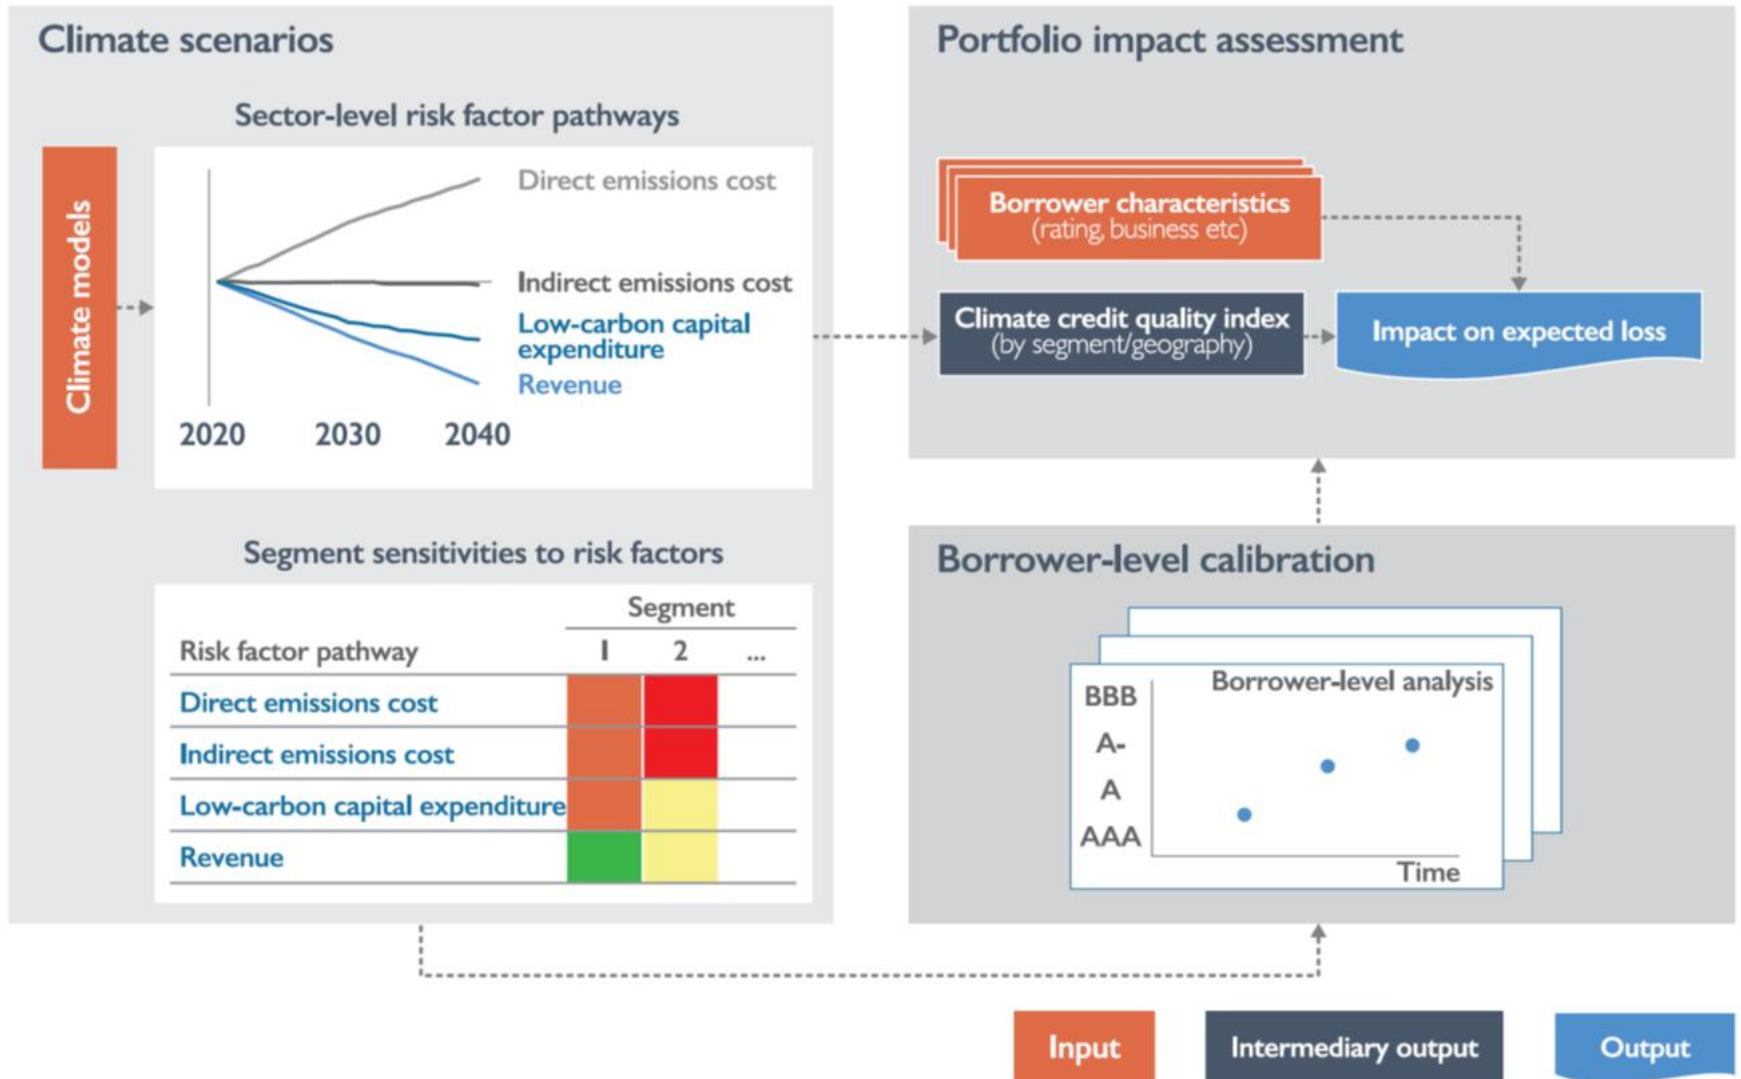 Climate scenarios
Sector-level risk factor pathways
Climate models
Direct emissions cost
Indirect emissions cost
Low-carbon capital
expenditure
Revenue
2020 2030 2040
Segment sensitivities to risk factors
Segment
Risk factor pathway 1 2 ...
Direct emissions cost
Indirect emissions cost
Low-carbon capital expenditure
Revenue
Portfolio impact assessment
Borrower characteristics
(rating, business etc)
Climate credit quality index
(by segment/geography)
Impact on expected loss
Borrower-level calibration
Borrower-level analysis
BBB
A-
A
AAA
Time
Input
Intermediary output
Output